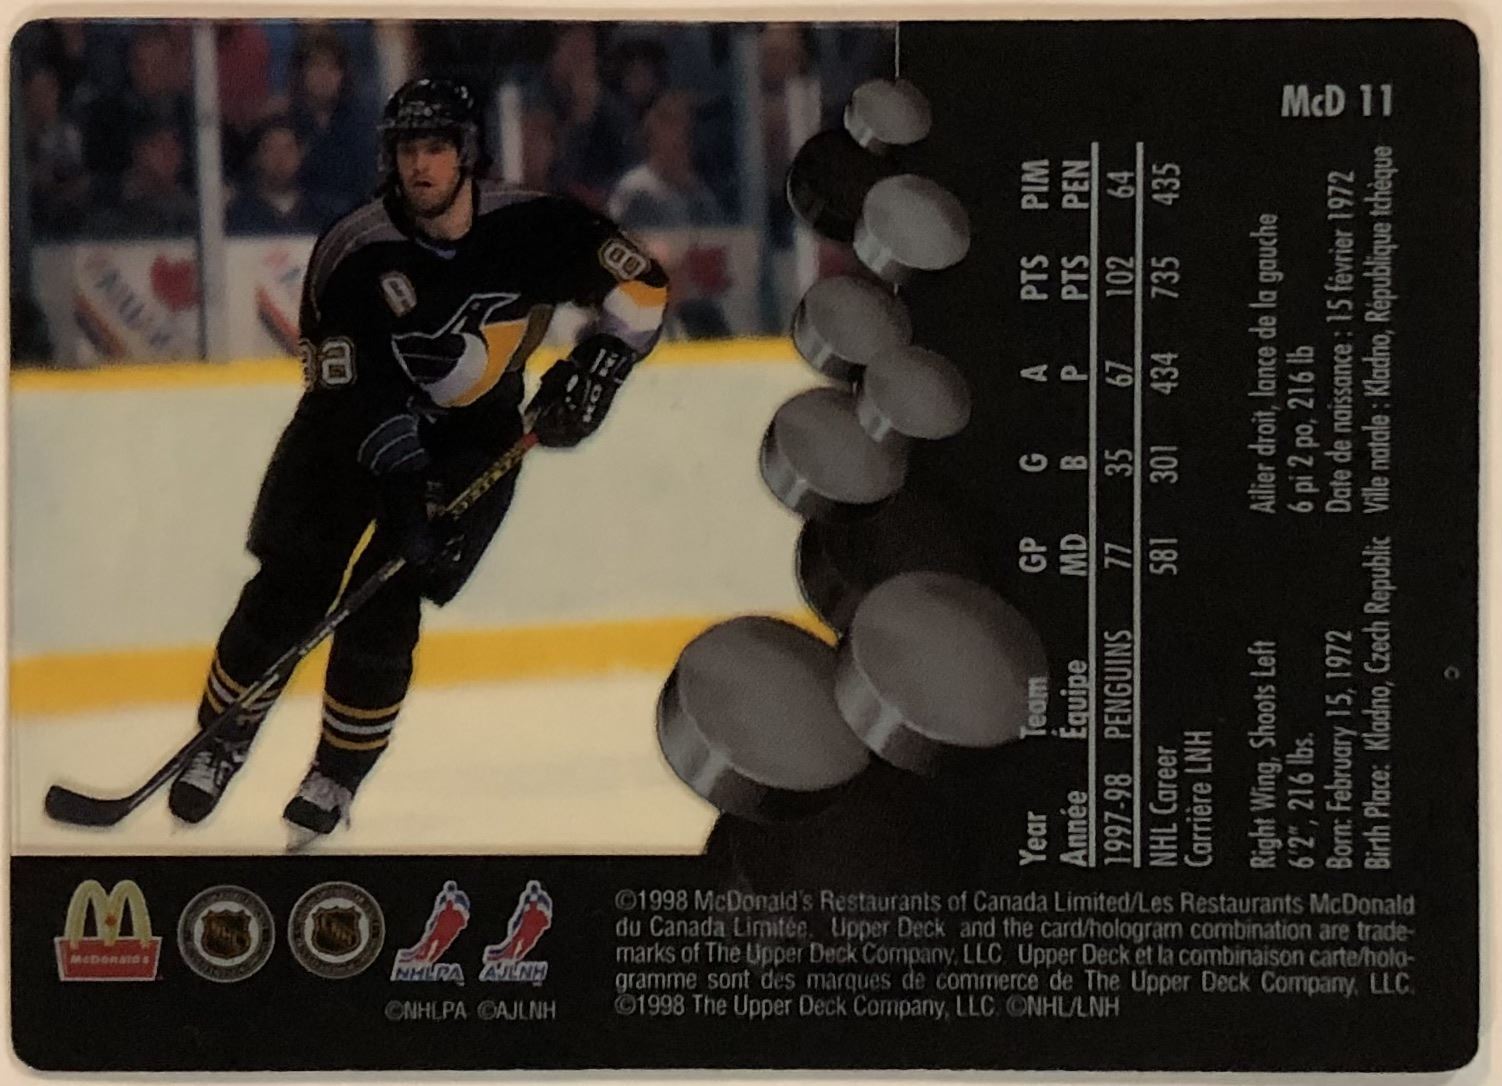 McD 11
Year Team GP G A PTS PIM
Année Équipe MD B P PTS PEN
1997-98 PENGUINS 77 35 67 102 64
NHL Career 581 301 434 735 435
Carrière LNH
Right Wing, Shoots Left
6'2", 216 lbs.
Born: February 15, 1972
Birth Place: Kladno, Czech Republic
Ailier droit, lance de la gauche
6 pi 2 po, 216 lb
Date de naissance : 15 février 1972
Ville natale : Kladno, République tchèque
McDonald's
NHLPA AJLNH
©NHLPA ©AJLNH
©1998 McDonald's Restaurants of Canada Limited/Les Restaurants McDonald
du Canada Limitée. Upper Deck and the card/hologram combination are trade-
marks of The Upper Deck Company, LLC. Upper Deck et la combinaison carte/holo-
gramme sont des marques de commerce de The Upper Deck Company, LLC.
©1998 The Upper Deck Company, LLC. ©NHL/LNH